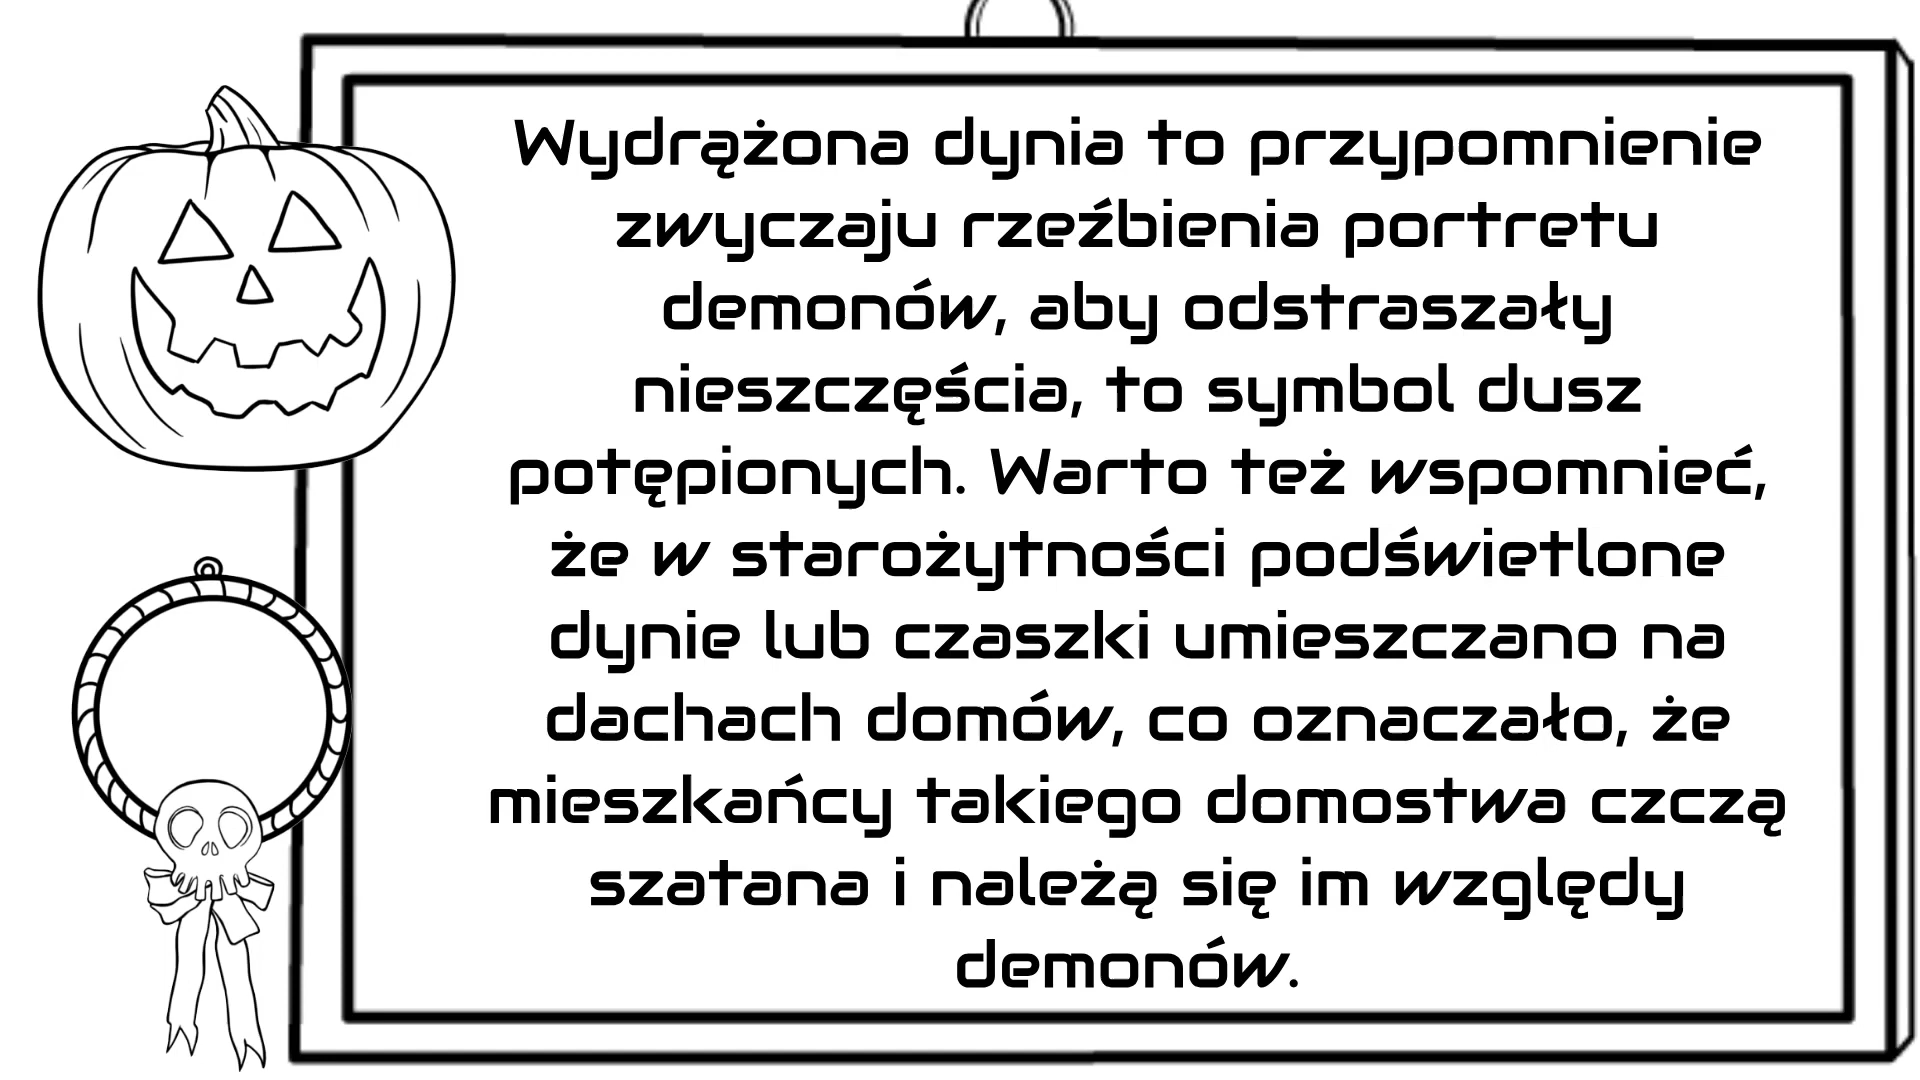 Wydrążona dynia to przypomnienie
zwyczaju rzeźbienia portretu
demonów, aby odstraszały
nieszczęścia, to symbol dusz
potępionych. Warto też wspomnieć,
że w starożytności podświetlone
dynie lub czaszki umieszczano na
dachach domów, co oznaczało, że
mieszkańcy takiego domostwa czczą
szatana i należą się im względy
demonów.